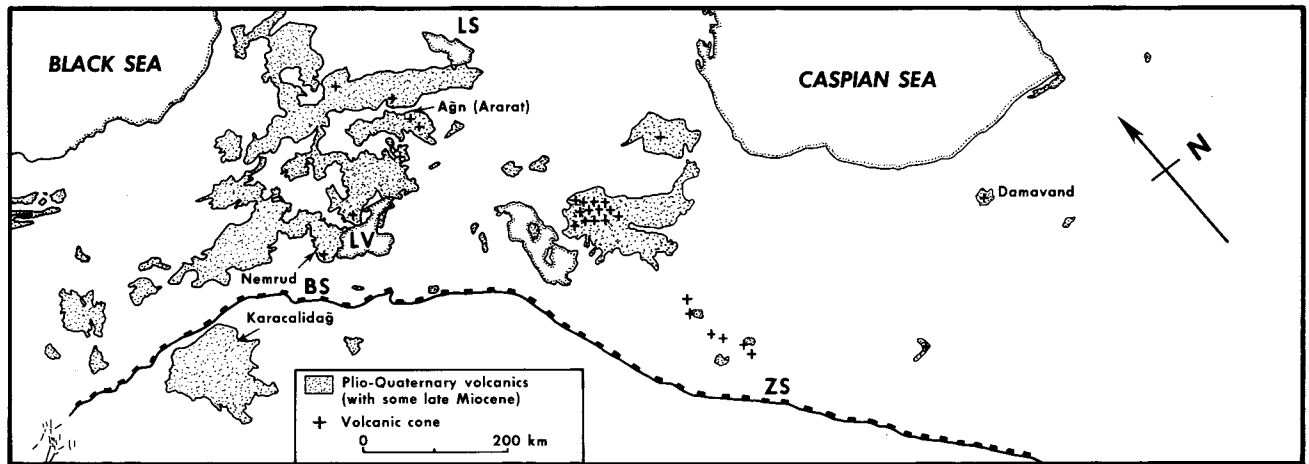 BLACK SEA
LS
CASPIAN SEA
Ağn (Ararat)
N
Damavand
LV
Nemrud
BS
Karacalidağ
ZS
Plio-Quaternary volcanics
(with some late Miocene)
+ Volcanic cone
0 200 km